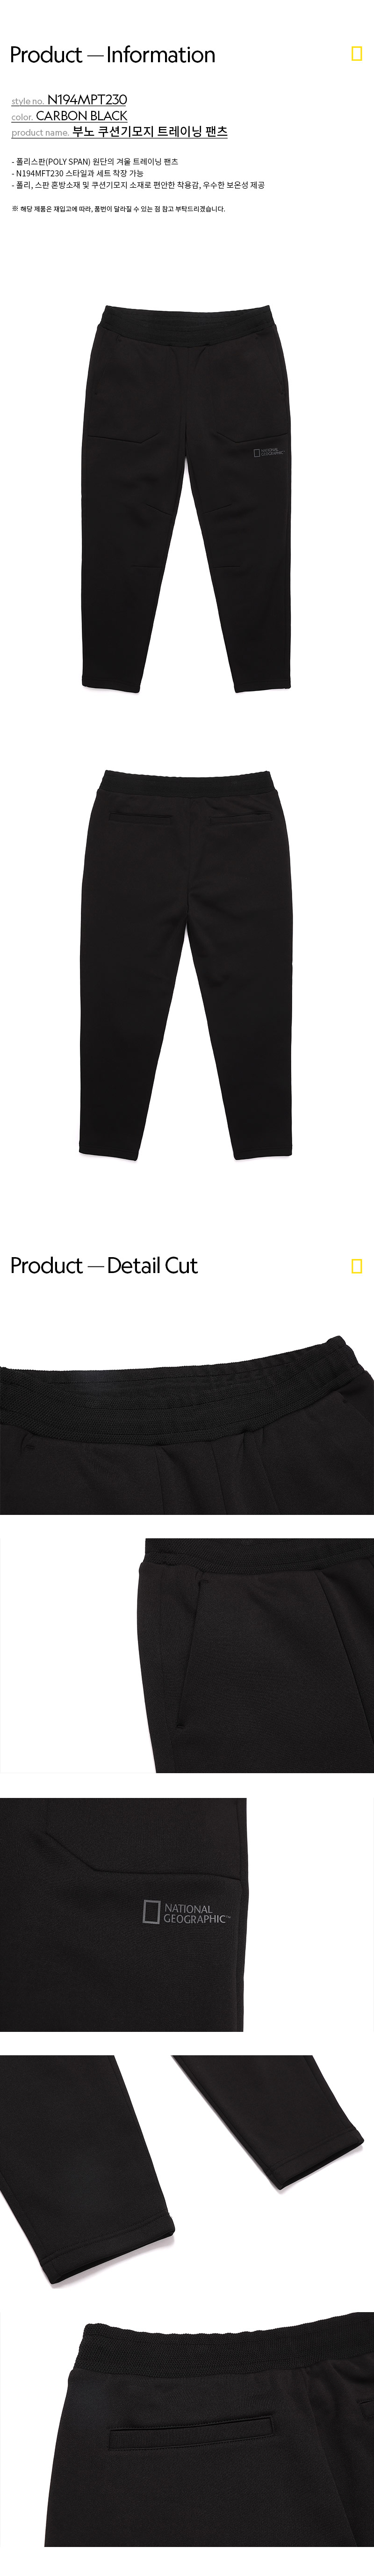 Product — Information
style no. N194MPT230
color. CARBON BLACK
product name. 부노 쿠션기모지 트레이닝 팬츠
- 폴리스판(POLY SPAN) 원단의 겨울 트레이닝 팬츠
- N194MFT230 스타일과 세트 착장 가능
- 폴리, 스판 혼방소재 및 쿠션기모지 소재로 편안한 착용감, 우수한 보온성 제공
※ 해당 제품은 재입고에 따라, 품번이 달라질 수 있는 점 참고 부탁드리겠습니다.
NATIONAL
GEOGRAPHIC
Product — Detail Cut
NATIONAL
GEOGRAPHIC™